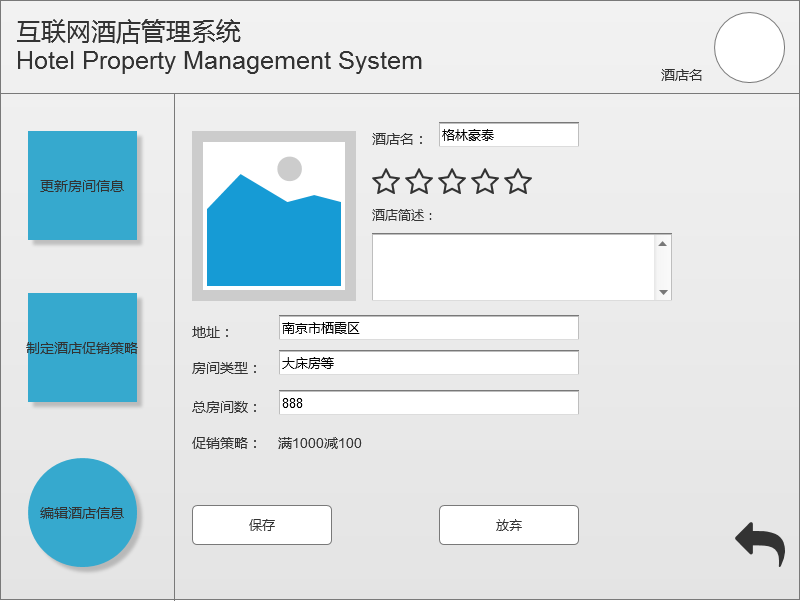 互联网酒店管理系统
Hotel Property Management System
酒店名
更新房间信息
制定酒店促销策略
编辑酒店信息
酒店名：
格林豪泰
酒店简述：
地址：
南京市栖霞区
房间类型：
大床房等
总房间数：
888
促销策略：
满1000减100
保存
放弃